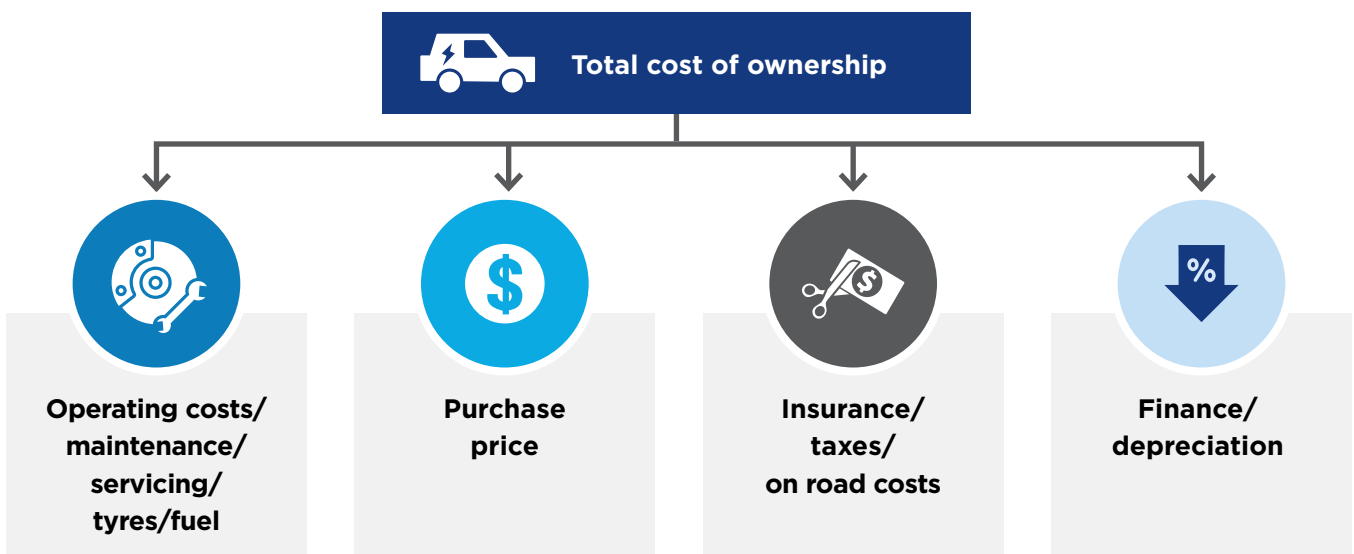 Total cost of ownership
$
$
%
Operating costs/
maintenance/
servicing/
tyres/fuel
Purchase
price
Insurance/
taxes/
on road costs
Finance/
depreciation